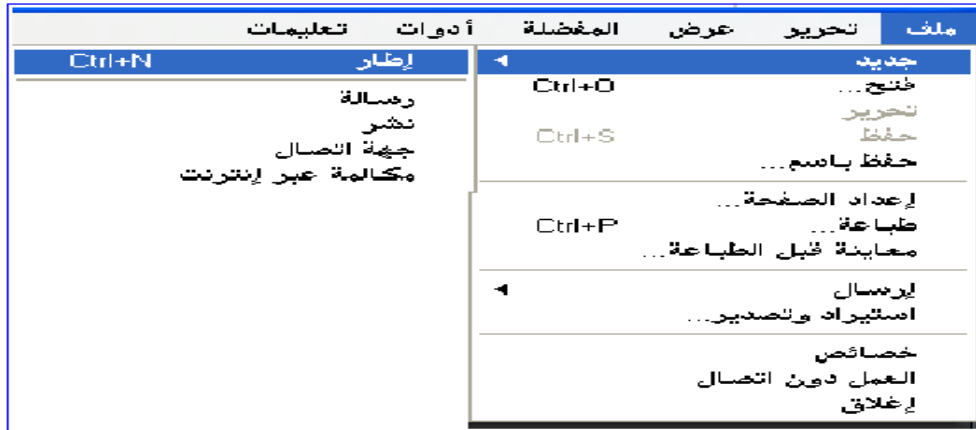 ملف تحرير عرض المفضلة أدوات تعليمات
جديد
فتح... Ctrl+O
تحرير
حفظ Ctrl+S
حفظ باسم...
إعداد الصفحة...
طباعة... Ctrl+P
معاينة قبل الطباعة...
إرسال
استيراد وتصدير...
خصائص
العمل دون اتصال
إغلاق
إطار Ctrl+N
رسالة
نشر
جهة اتصال
مكالمة عبر إنترنت